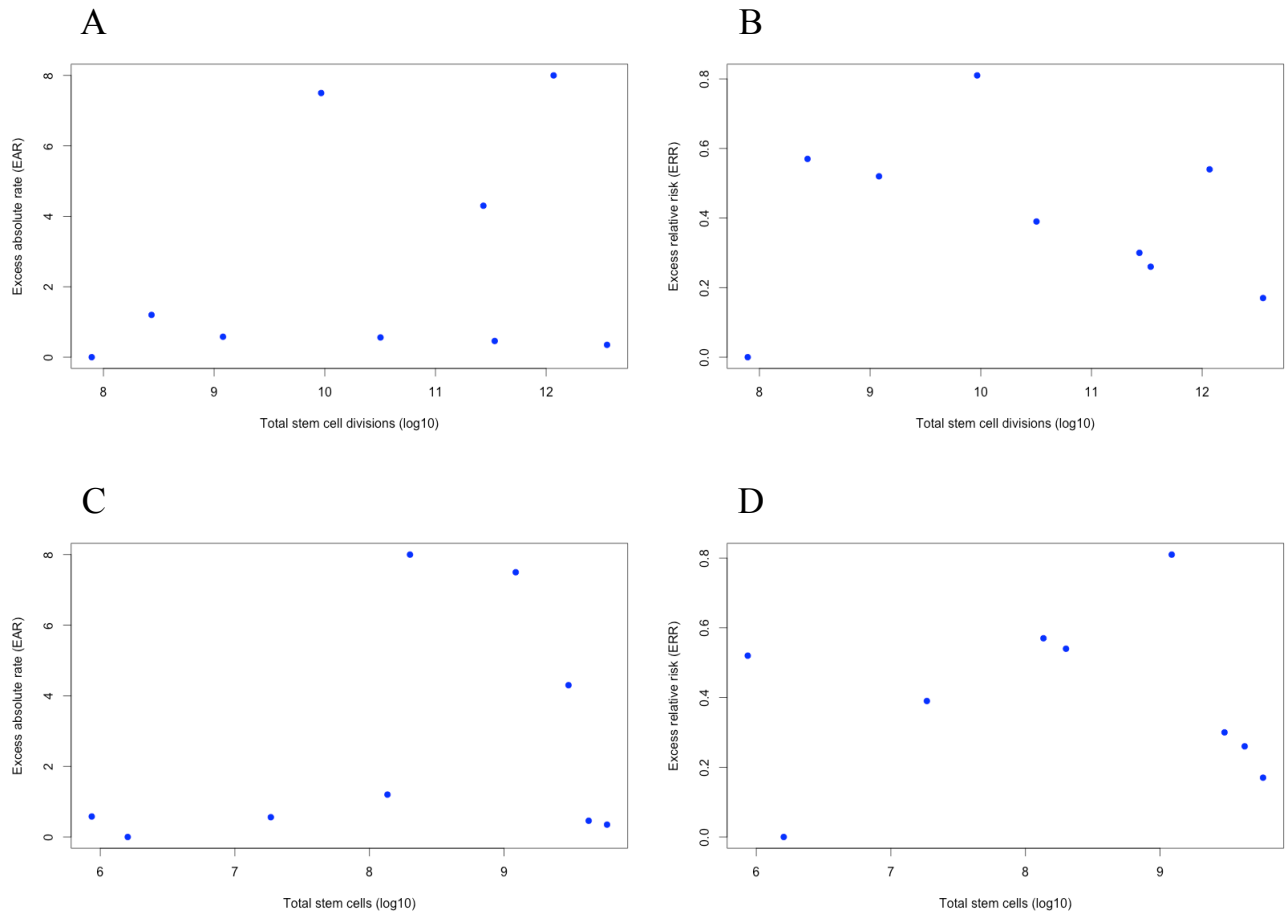 A
Excess absolute rate (EAR)
8
6
4
2
0
8 9 10 11 12
Total stem cell divisions (log10)
B
Excess relative risk (ERR)
0.8
0.6
0.4
0.2
0.0
8 9 10 11 12
Total stem cell divisions (log10)
C
Excess absolute rate (EAR)
8
6
4
2
0
6 7 8 9
Total stem cells (log10)
D
Excess relative risk (ERR)
0.8
0.6
0.4
0.2
0.0
6 7 8 9
Total stem cells (log10)